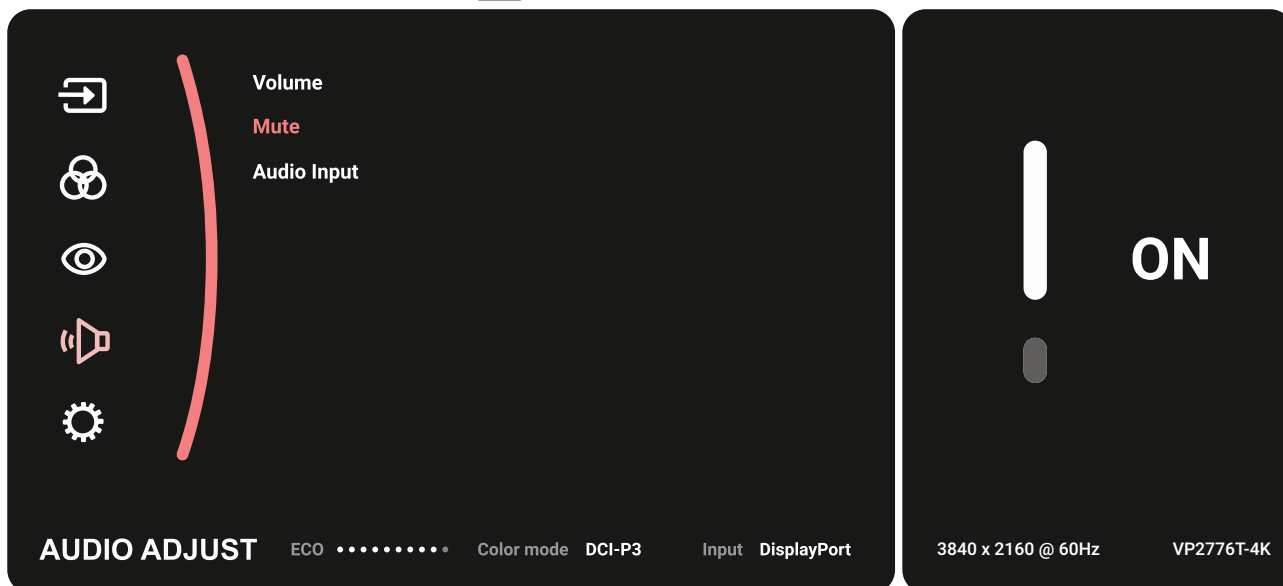 Volume
Mute
Audio Input
ON
AUDIO ADJUST ECO Color mode DCI-P3 Input DisplayPort
3840 x 2160 @ 60Hz VP2776T-4K